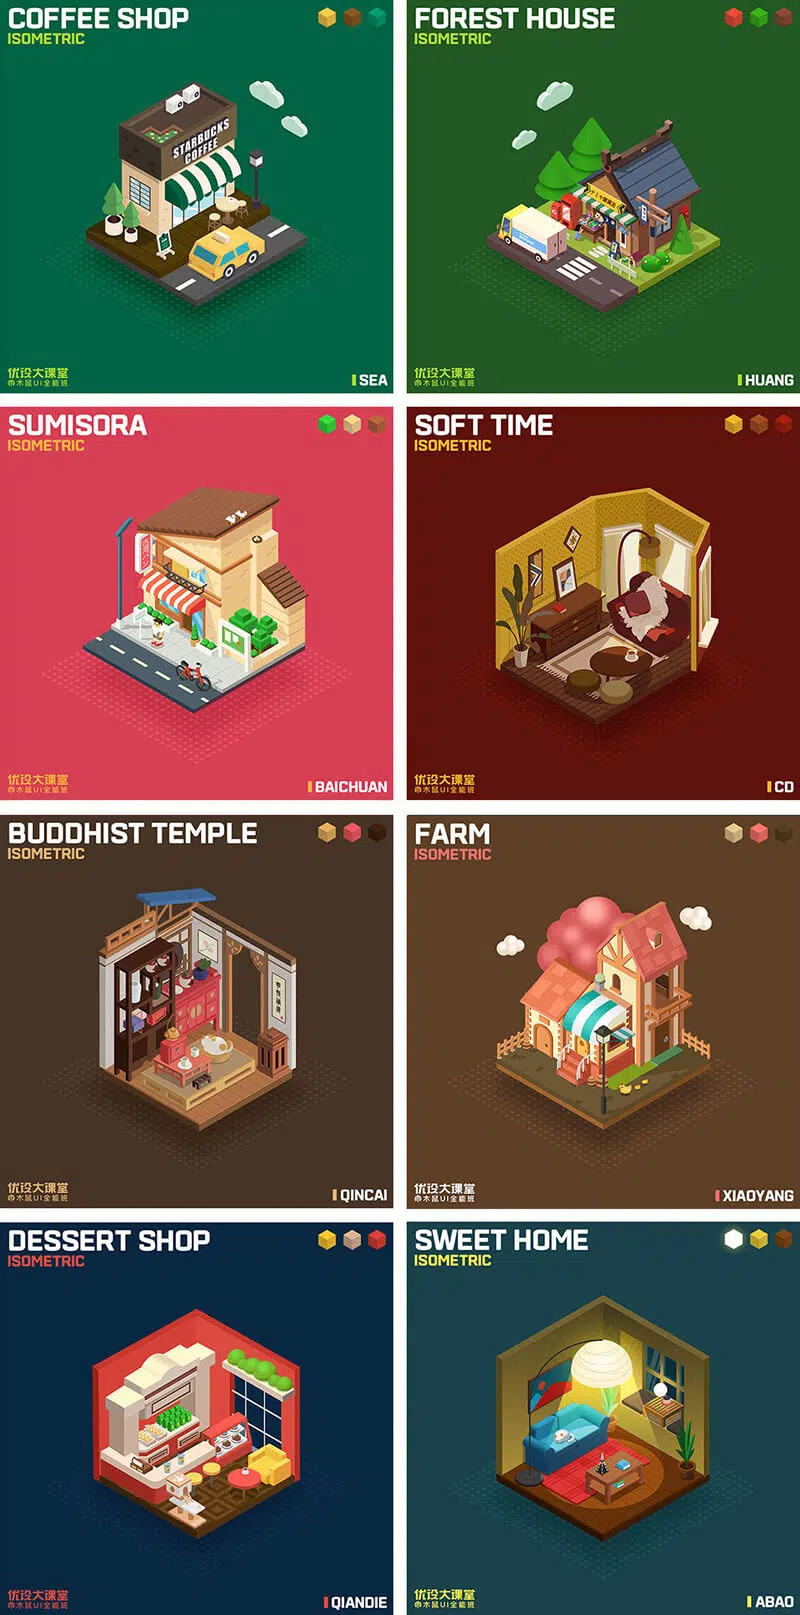 COFFEE SHOP
ISOMETRIC
STARBUCKS
COFFEE
优设大课堂
@木鼠UI全能班
SEA
FOREST HOUSE
ISOMETRIC
优设大课堂
@木鼠UI全能班
HUANG
SUMISORA
ISOMETRIC
优设大课堂
@木鼠UI全能班
BAICHUAN
SOFT TIME
ISOMETRIC
优设大课堂
@木鼠UI全能班
CD
BUDDHIST TEMPLE
ISOMETRIC
优设大课堂
@木鼠UI全能班
QINCAI
FARM
ISOMETRIC
优设大课堂
@木鼠UI全能班
XIAOYANG
DESSERT SHOP
ISOMETRIC
优设大课堂
@木鼠UI全能班
QIANDIE
SWEET HOME
ISOMETRIC
优设大课堂
@木鼠UI全能班
ABAO